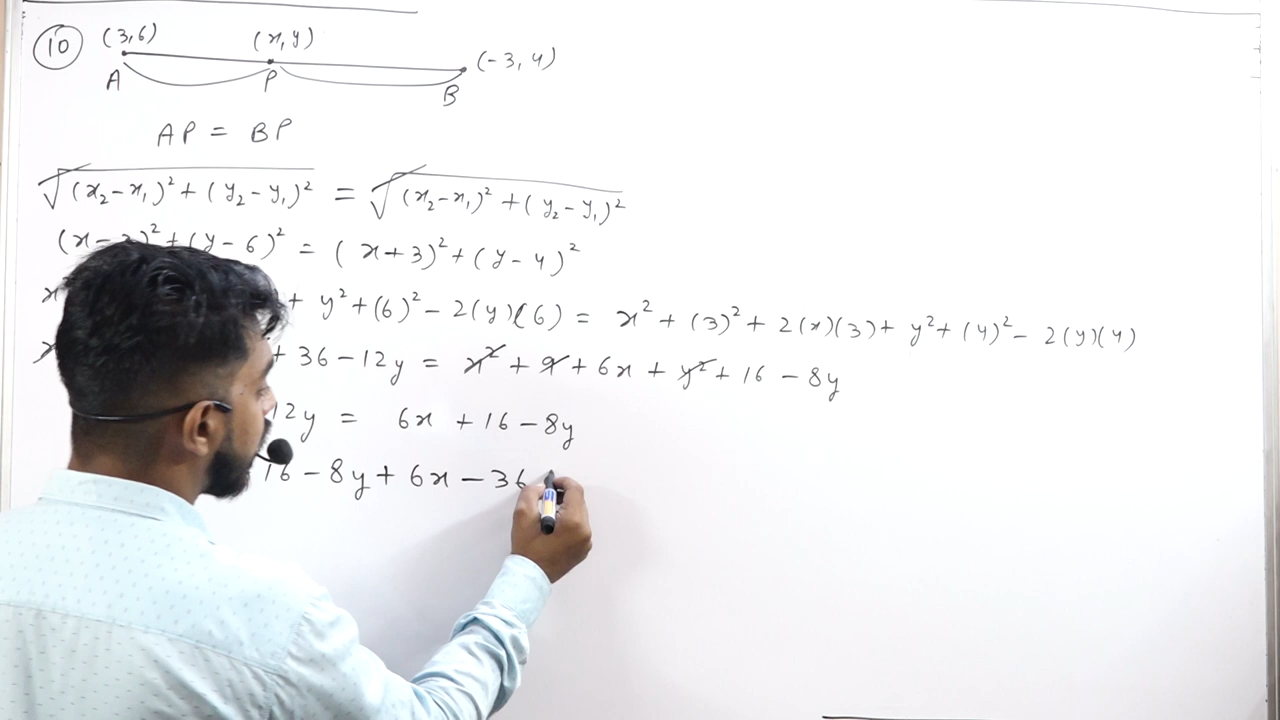 10 (3,6) (x,y) (-3,4)
A P B
AP = BP
√(x₂-x₁)² + (y₂-y₁)² = √(x₂-x₁)² + (y₂-y₁)²
(x- )² + (y-6)² = (x+3)² + (y-4)²
x + y² + (6)² - 2(y)(6) = x² + (3)² + 2(x)(3) + y² + (4)² - 2(y)(4)
+ 36 - 12y = x² + 9 + 6x + y² + 16 - 8y
12y = 6x + 16 - 8y
16 - 8y + 6x - 36